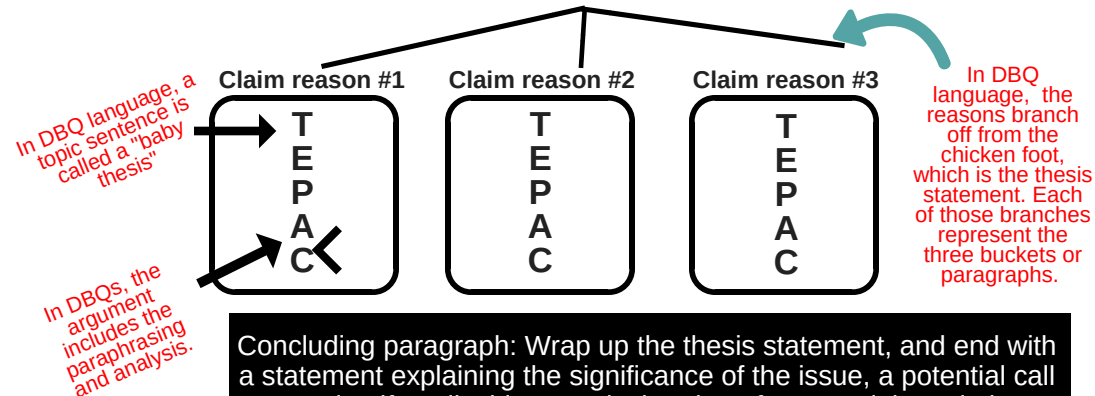 Claim reason #1
Claim reason #2
Claim reason #3
In DBQ language, a
topic sentence is
called a "baby
thesis"
T
E
P
A
C
T
E
P
A
C
T
E
P
A
C
In DBQ
language, the
reasons branch
off from the
chicken foot,
which is the thesis
statement. Each
of those branches
represent the
three buckets or
paragraphs.
In DBQs, the
argument
includes the
paraphrasing
and analysis.
Concluding paragraph: Wrap up the thesis statement, and end with
a statement explaining the significance of the issue, a potential call